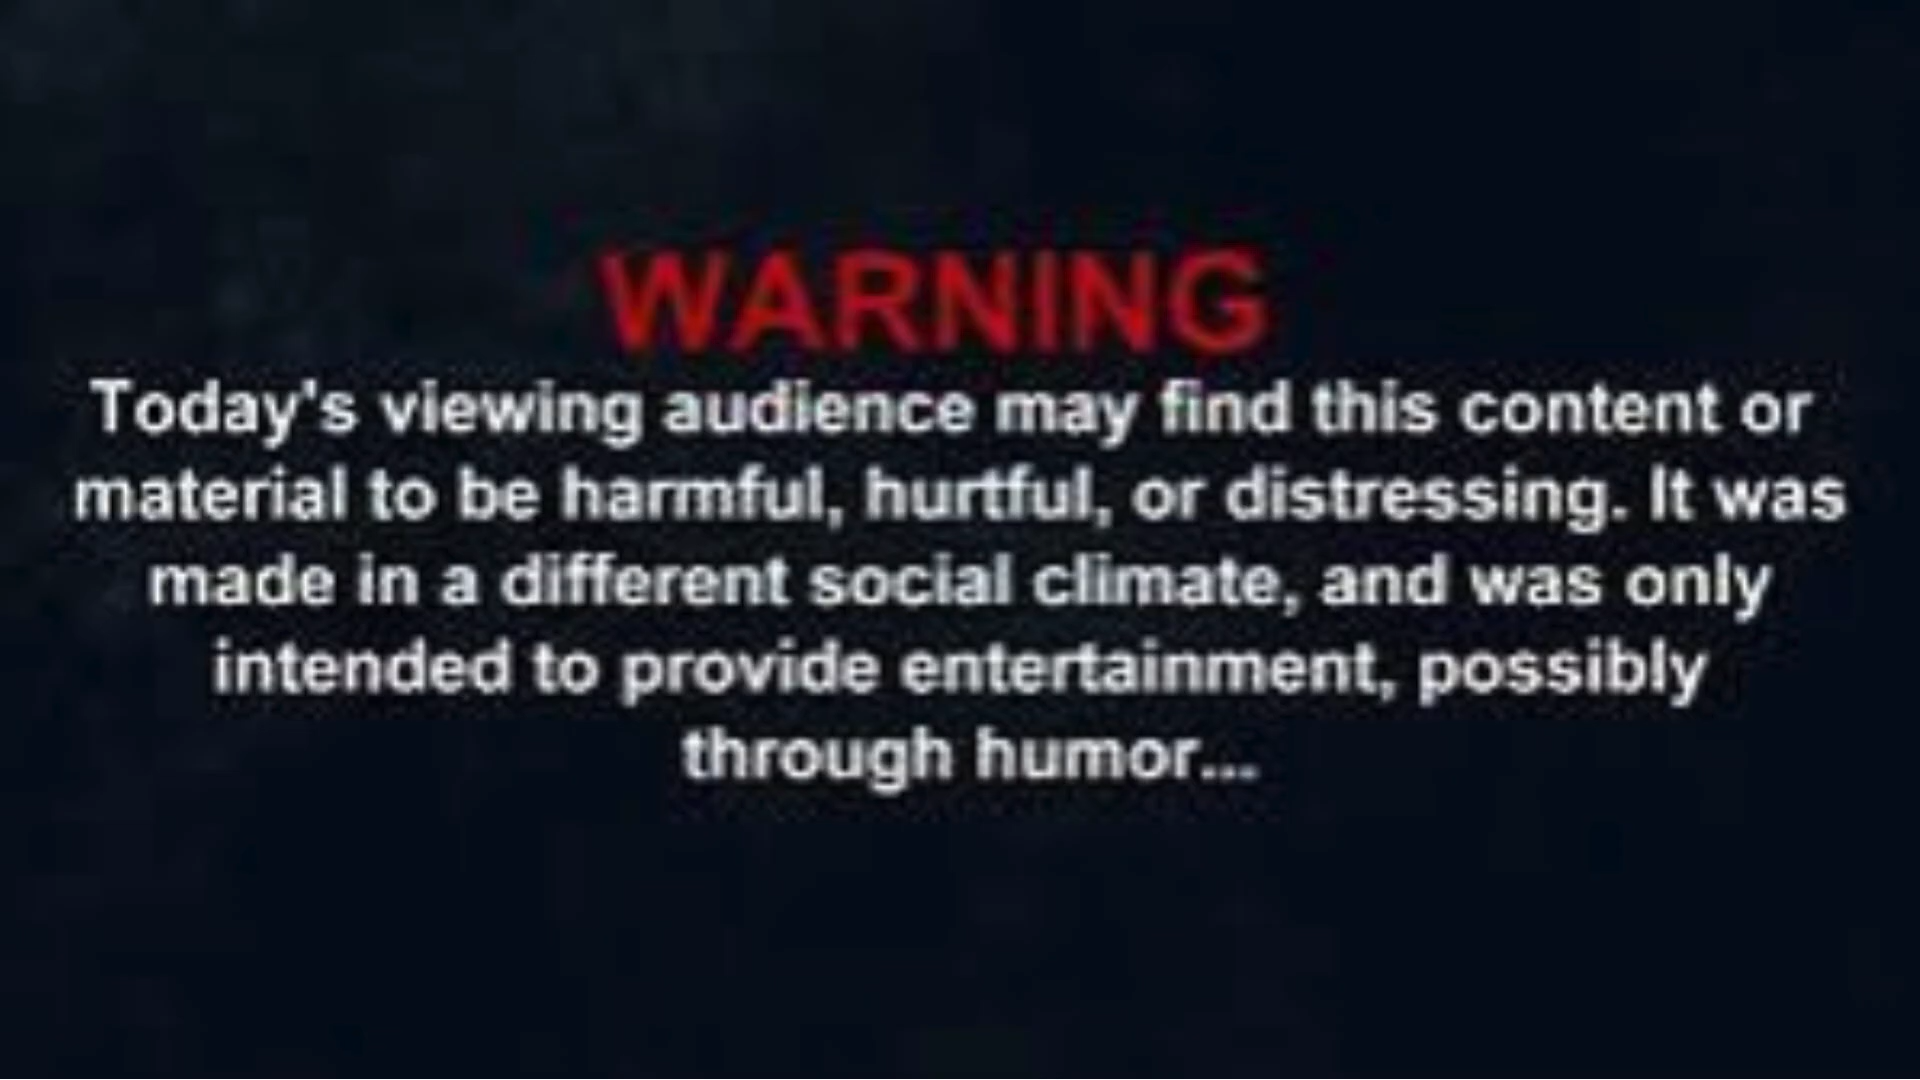 WARNING
Today's viewing audience may find this content or
material to be harmful, hurtful, or distressing. It was
made in a different social climate, and was only
intended to provide entertainment, possibly
through humor...